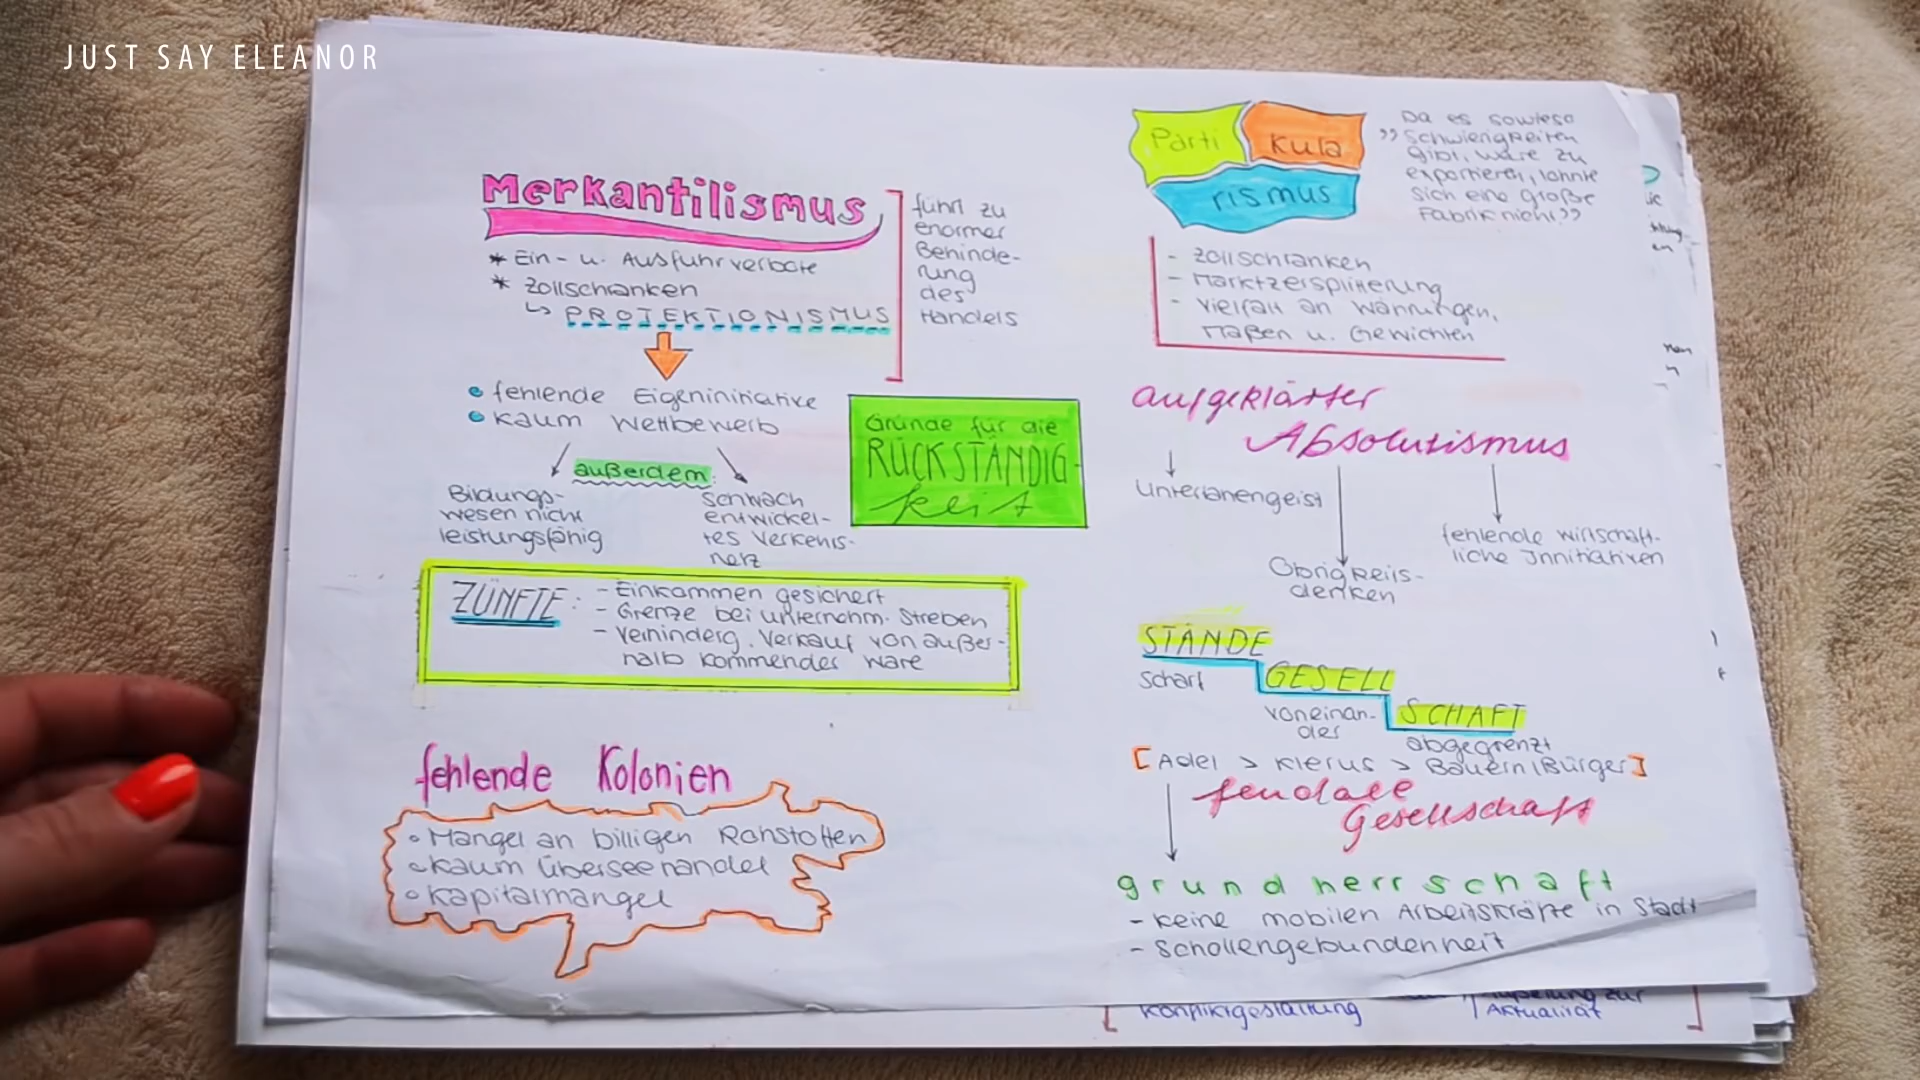 JUST SAY ELEANOR
Merkantilismus
* Ein- u. Ausfuhrverbote
* Zollschranken
↳ PROTEKTIONISMUS
führt zu
enormer
Behinde-
rung
des
Handels
• fehlende Eigeninitiative
• kaum Wettbewerb
außerdem:
Bildungs-
wesen nicht
leistungsfähig
schwach
entwickel-
tes Verkehrs-
netz
Gründe für die
RÜCKSTÄNDIG-
keit
ZÜNFTE:
- Einkommen gesichert
- Grenze bei unternehm. Streben
- Verhinderg. Verkauf von außer-
halb kommender Ware
fehlende Kolonien
• Mangel an billigen Rohstoffen
• kaum Überseehandel
• Kapitalmangel
Parti
kula
rismus
Da es sowieso
„ Schwierigkeiten
gibt, ware zu
exportieren, lohnte
sich eine große
Fabrik nicht"
- Zollschranken
- Marktzersplitterung
- Vielfalt an Währungen,
Maßen u. Gewichten
aufgeklärter
Absolutismus
Untertanengeist
Obrigkeits-
denken
fehlende wirtschaft-
liche Innitiativen
STÄNDE
scharf
GESELL
voneinan-
der
SCHAFT
abgegrenzt
[Adel > Klerus > Bauern/Bürger]
feudale
Gesellschaft
grundherrschaft
- keine mobilen Arbeitskräfte in Stadt
- Schollengebundenheit
Konfliktgestaltung
zur
Aktualität